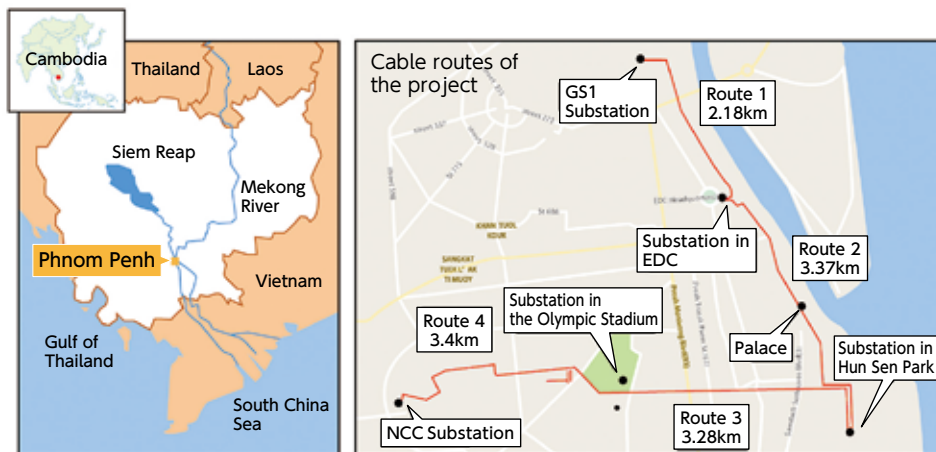 Cambodia
Thailand
Laos
Siem Reap
Mekong
River
Phnom Penh
Vietnam
Gulf of
Thailand
South China
Sea
Cable routes of
the project
GS1
Substation
Route 1
2.18km
Substation in
EDC
Route 2
3.37km
Substation in
the Olympic Stadium
Route 4
3.4km
Palace
Substation in
Hun Sen Park
NCC Substation
Route 3
3.28km